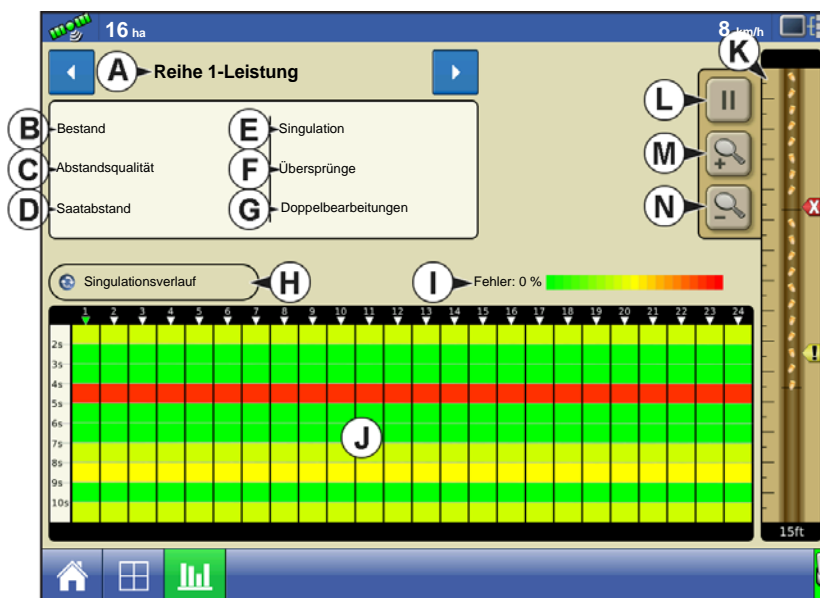 16 ha
8 km/h
K
A Reihe 1-Leistung
L
B Bestand
E Singulation
C Abstandsqualität
F Übersprünge
M
D Saatabstand
G Doppelbearbeitungen
N
X
Singulationsverlauf H
I Fehler: 0 %
1 2 3 4 5 6 7 8 9 10 11 12 13 14 15 16 17 18 19 20 21 22 23 24
2s
3s
!
4s
5s
6s
J
7s
8s
9s
10s
15ft